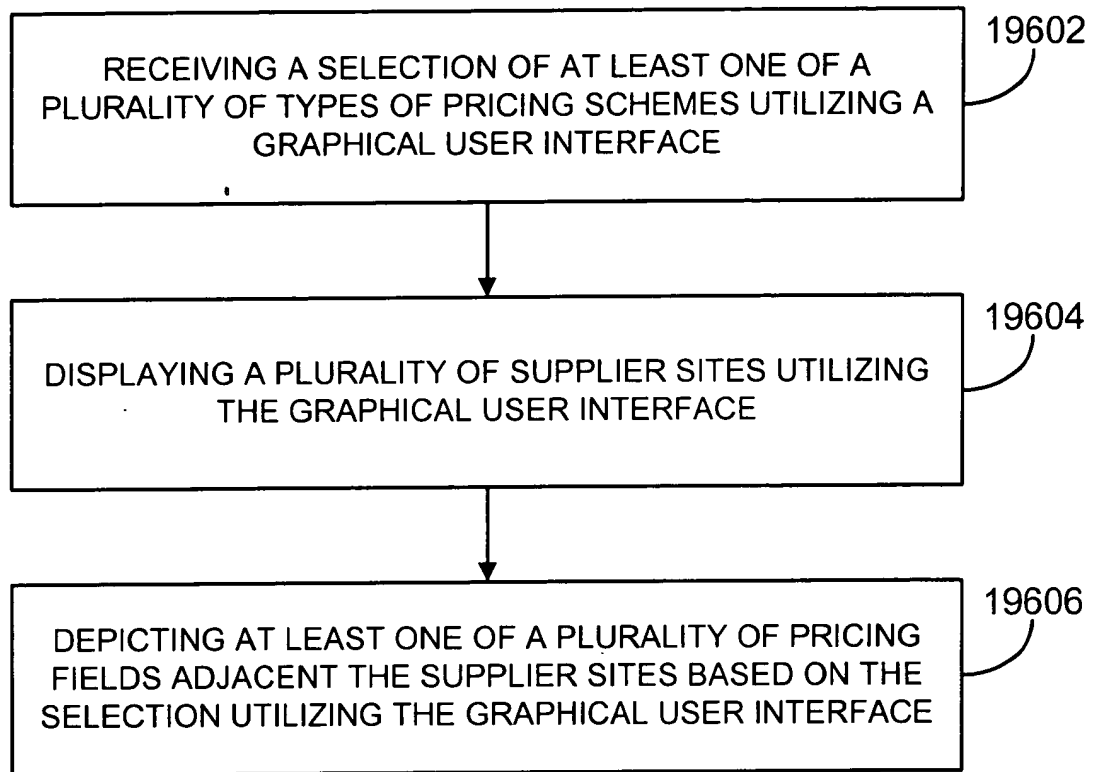 19602
RECEIVING A SELECTION OF AT LEAST ONE OF A
PLURALITY OF TYPES OF PRICING SCHEMES UTILIZING A
GRAPHICAL USER INTERFACE
19604
DISPLAYING A PLURALITY OF SUPPLIER SITES UTILIZING
THE GRAPHICAL USER INTERFACE
19606
DEPICTING AT LEAST ONE OF A PLURALITY OF PRICING
FIELDS ADJACENT THE SUPPLIER SITES BASED ON THE
SELECTION UTILIZING THE GRAPHICAL USER INTERFACE